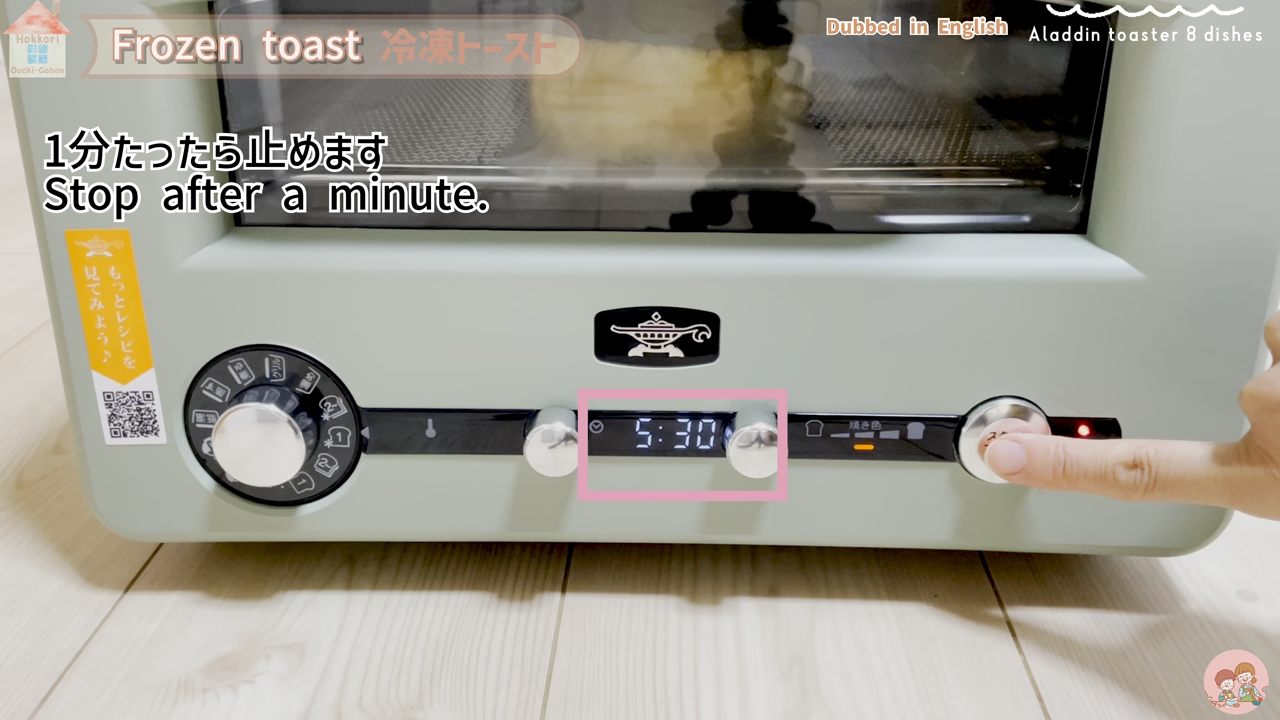 Hokkori
Ouchi-Gohan
Frozen toast 冷凍トースト
Dubbed in English
Aladdin toaster 8 dishes
1分たったら止めます
Stop after a minute.
もっとレシピを
見てみよう♪
5:30
焼き色